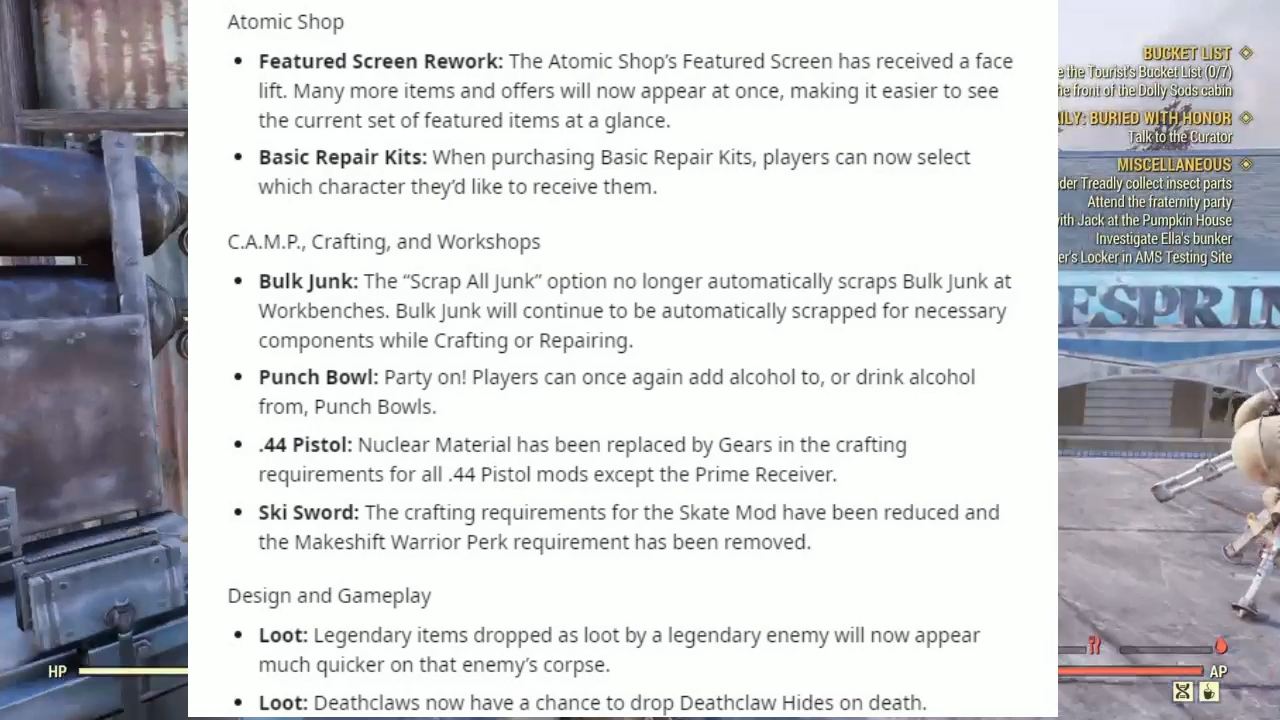 Atomic Shop
• Featured Screen Rework: The Atomic Shop's Featured Screen has received a face
lift. Many more items and offers will now appear at once, making it easier to see
the current set of featured items at a glance.
• Basic Repair Kits: When purchasing Basic Repair Kits, players can now select
which character they'd like to receive them.
C.A.M.P., Crafting, and Workshops
• Bulk Junk: The “Scrap All Junk” option no longer automatically scraps Bulk Junk at
Workbenches. Bulk Junk will continue to be automatically scrapped for necessary
components while Crafting or Repairing.
• Punch Bowl: Party on! Players can once again add alcohol to, or drink alcohol
from, Punch Bowls.
• .44 Pistol: Nuclear Material has been replaced by Gears in the crafting
requirements for all .44 Pistol mods except the Prime Receiver.
• Ski Sword: The crafting requirements for the Skate Mod have been reduced and
the Makeshift Warrior Perk requirement has been removed.
Design and Gameplay
• Loot: Legendary items dropped as loot by a legendary enemy will now appear
much quicker on that enemy's corpse.
• Loot: Deathclaws now have a chance to drop Deathclaw Hides on death.
BUCKET LIST
the Tourist's Bucket List (0/7)
front of the Dolly Sods cabin
BURIED WITH HONOR
Talk to the Curator
MISCELLANEOUS
Treadly collect insect parts
Attend the fraternity party
with Jack at the Pumpkin House
Investigate Ella's bunker
Locker in AMS Testing Site
ESPRIN
HP
AP